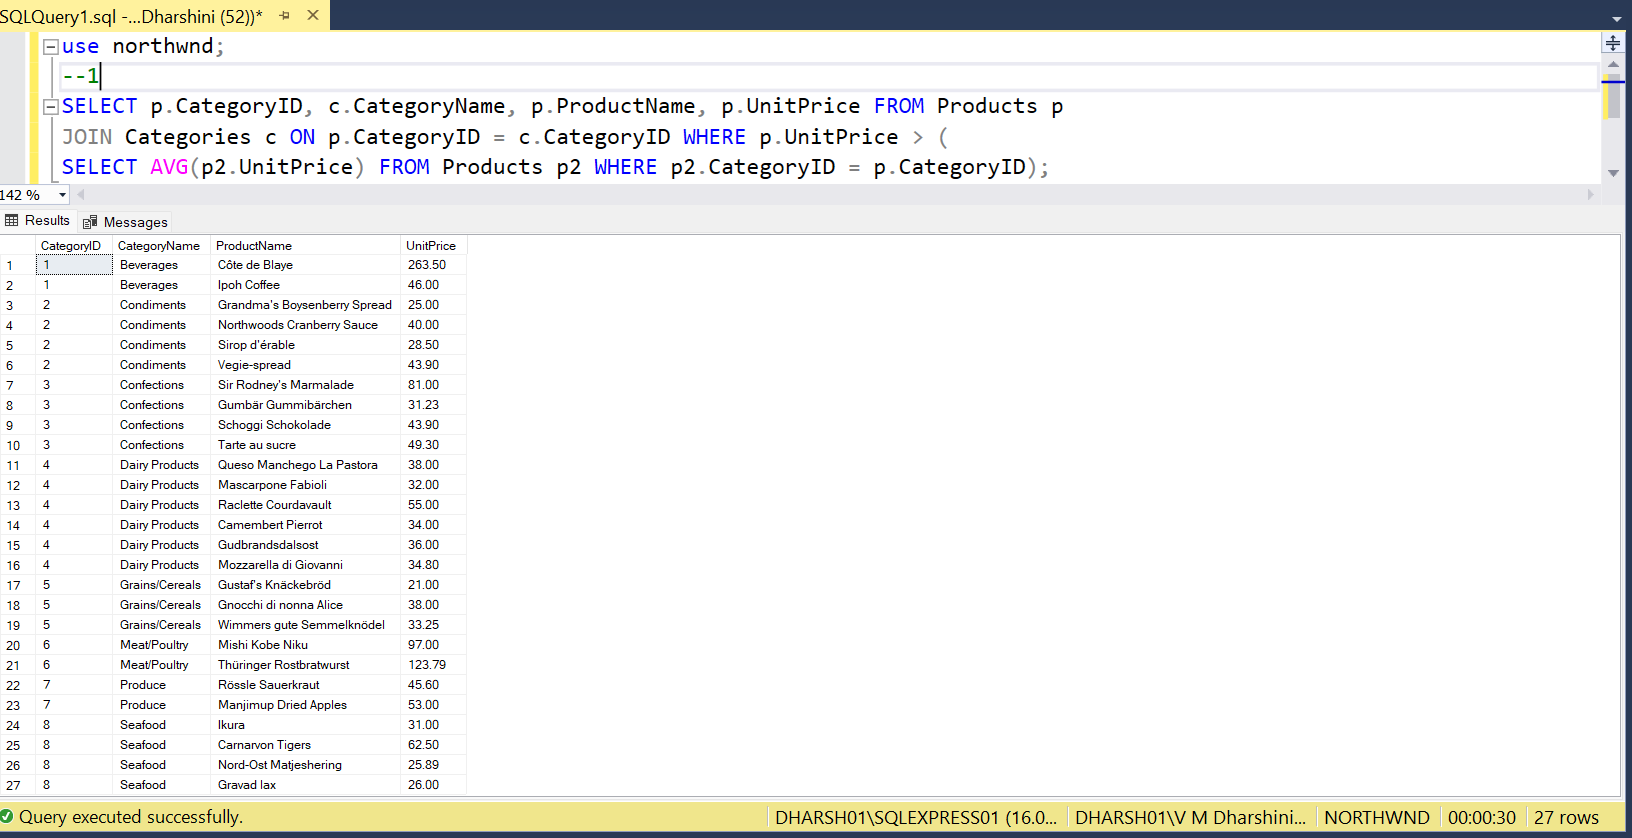 SQLQuery1.sql -...Dharshini (52))*
use northwnd;
--1
SELECT p.CategoryID, c.CategoryName, p.ProductName, p.UnitPrice FROM Products p
JOIN Categories c ON p.CategoryID = c.CategoryID WHERE p.UnitPrice > (
SELECT AVG(p2.UnitPrice) FROM Products p2 WHERE p2.CategoryID = p.CategoryID);
142 %
Results Messages
CategoryID CategoryName ProductName UnitPrice
1 1 Beverages Côte de Blaye 263.50
2 1 Beverages Ipoh Coffee 46.00
3 2 Condiments Grandma's Boysenberry Spread 25.00
4 2 Condiments Northwoods Cranberry Sauce 40.00
5 2 Condiments Sirop d'érable 28.50
6 2 Condiments Vegie-spread 43.90
7 3 Confections Sir Rodney's Marmalade 81.00
8 3 Confections Gumbär Gummibärchen 31.23
9 3 Confections Schoggi Schokolade 43.90
10 3 Confections Tarte au sucre 49.30
11 4 Dairy Products Queso Manchego La Pastora 38.00
12 4 Dairy Products Mascarpone Fabioli 32.00
13 4 Dairy Products Raclette Courdavault 55.00
14 4 Dairy Products Camembert Pierrot 34.00
15 4 Dairy Products Gudbrandsdalsost 36.00
16 4 Dairy Products Mozzarella di Giovanni 34.80
17 5 Grains/Cereals Gustaf's Knäckebröd 21.00
18 5 Grains/Cereals Gnocchi di nonna Alice 38.00
19 5 Grains/Cereals Wimmers gute Semmelknödel 33.25
20 6 Meat/Poultry Mishi Kobe Niku 97.00
21 6 Meat/Poultry Thüringer Rostbratwurst 123.79
22 7 Produce Rössle Sauerkraut 45.60
23 7 Produce Manjimup Dried Apples 53.00
24 8 Seafood Ikura 31.00
25 8 Seafood Carnarvon Tigers 62.50
26 8 Seafood Nord-Ost Matjeshering 25.89
27 8 Seafood Gravad lax 26.00
Query executed successfully. DHARSH01\SQLEXPRESS01 (16.0... DHARSH01\V M Dharshini... NORTHWND 00:00:30 27 rows